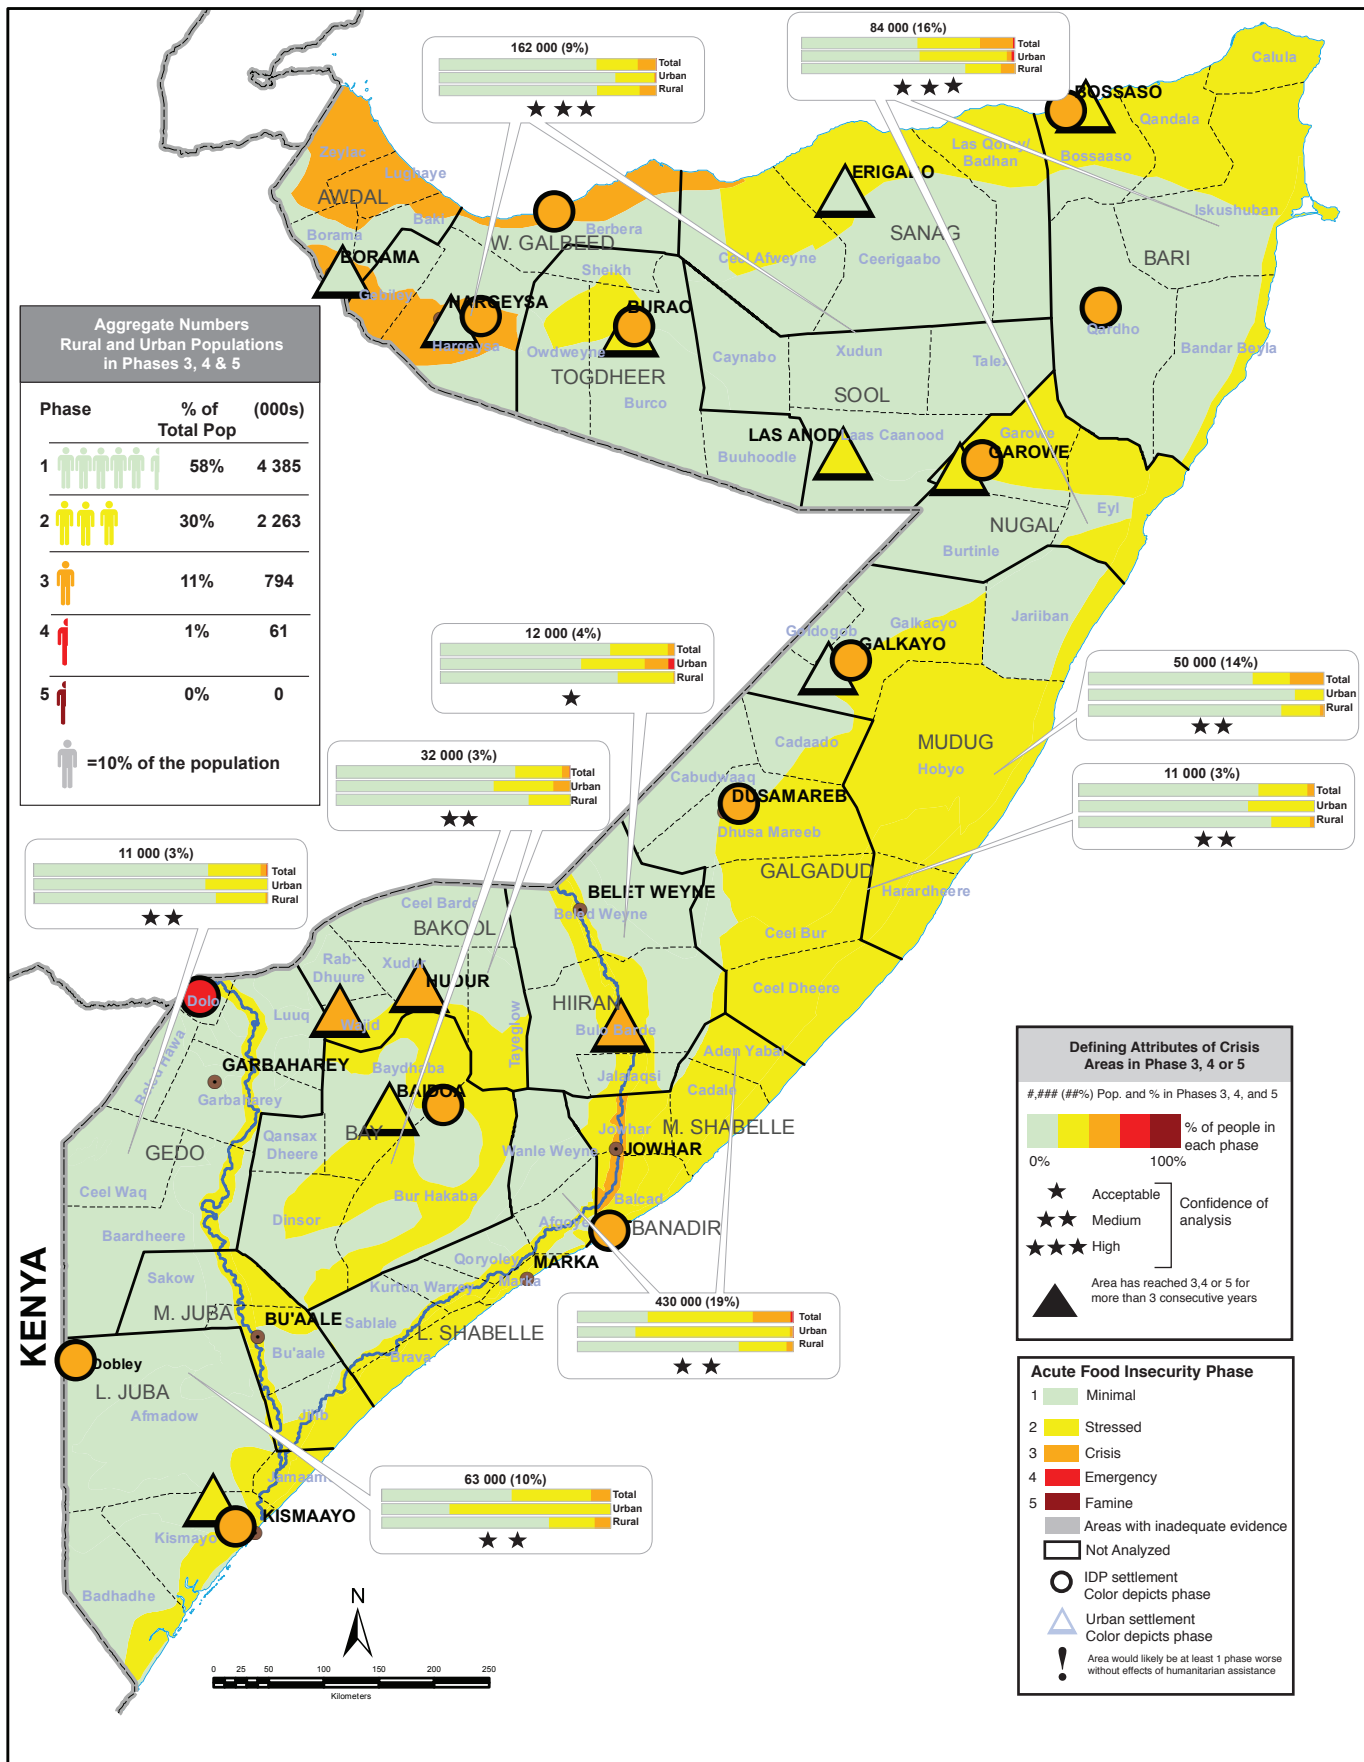 162 000 (9%)
Total
Urban
Rural
84 000 (16%)
Total
Urban
Rural
Calula
BOSSASO
Qandala
Las Qoray/
Badhan
Bossaaso
Zeylac
Lughaye
AWDAL
Baki
Borama
BORAMA
Gebiley
W. GALBEED
Berbera
Sheikh
ERIGABO
SANAG
Ceel Afweyne
Ceerigaabo
Iskushuban
BARI
HARGEYSA
Hargeysa
BURAO
Owdweyne
TOGDHEER
Burco
Caynabo
Xudun
Talex
SOOL
Qardho
Bandar Beyla
LAS ANOD
Laas Caanood
Buuhoodle
Garowe
GAROWE
NUGAL
Eyl
Burtinle
Aggregate Numbers
Rural and Urban Populations
in Phases 3, 4 & 5
Phase
% of
Total Pop
(000s)
1 58% 4 385
2 30% 2 263
3 11% 794
4 1% 61
5 0% 0
=10% of the population
12 000 (4%)
Total
Urban
Rural
Goldogob
Galkacyo
Jariiban
GALKAYO
50 000 (14%)
Total
Urban
Rural
MUDUG
Hobyo
32 000 (3%)
Total
Urban
Rural
Cadaado
Cabudwaaq
DUSAMAREB
Dhusa Mareeb
11 000 (3%)
Total
Urban
Rural
11 000 (3%)
Total
Urban
Rural
GALGADUD
Harardheere
BELET WEYNE
Beled Weyne
Ceel Barde
BAKOOL
Ceel Bur
Rab-
Dhuure
Xudur
HUDUR
Ceel Dheere
Dolo
Luuq
Wajid
Tayeglow
HIIRAN
Bulo Barde
Beled Hawa
GARBAHAREY
Garbaharey
Baydhaba
BAIDOA
Jalalaqsi
Aden Yabal
Cadale
GEDO
Qansax
Dheere
BAY
Wanle Weyne
Jowhar
M. SHABELLE
JOWHAR
Ceel Waq
Bur Hakaba
Balcad
Dinsor
Afgoye
BANADIR
Baardheere
Qoryoley
MARKA
Marka
Sakow
Kurtun Warrey
M. JUBA
BU'AALE
Sablale
L. SHABELLE
430 000 (19%)
Total
Urban
Rural
KENYA
Dobley
Bu'aale
Brava
L. JUBA
Afmadow
Jilib
Jamaame
63 000 (10%)
Total
Urban
Rural
KISMAAYO
Kismayo
Badhadhe
N
0 25 50 100 150 200 250
Kilometers
Defining Attributes of Crisis
Areas in Phase 3, 4 or 5
#,### (##%) Pop. and % in Phases 3, 4, and 5
% of people in
each phase
0% 100%
Acceptable
Medium
High
Confidence of
analysis
Area has reached 3,4 or 5 for
more than 3 consecutive years
Acute Food Insecurity Phase
1 Minimal
2 Stressed
3 Crisis
4 Emergency
5 Famine
Areas with inadequate evidence
Not Analyzed
IDP settlement
Color depicts phase
Urban settlement
Color depicts phase
Area would likely be at least 1 phase worse
without effects of humanitarian assistance